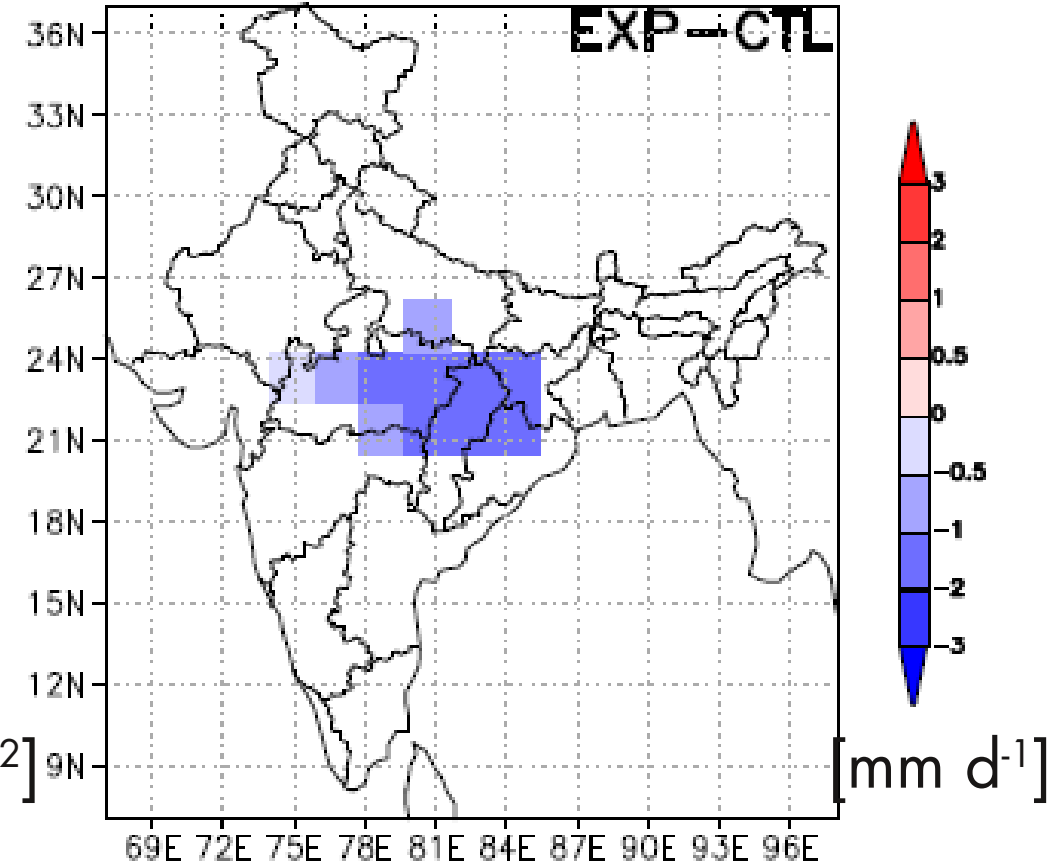 EXP-CTL
36N
33N
30N
27N
24N
21N
18N
15N
12N
9N
69E 72E 75E 78E 81E 84E 87E 90E 93E 96E
3
2
1
0.5
0
-0.5
-1
-2
-3
2]
[mm d-1]